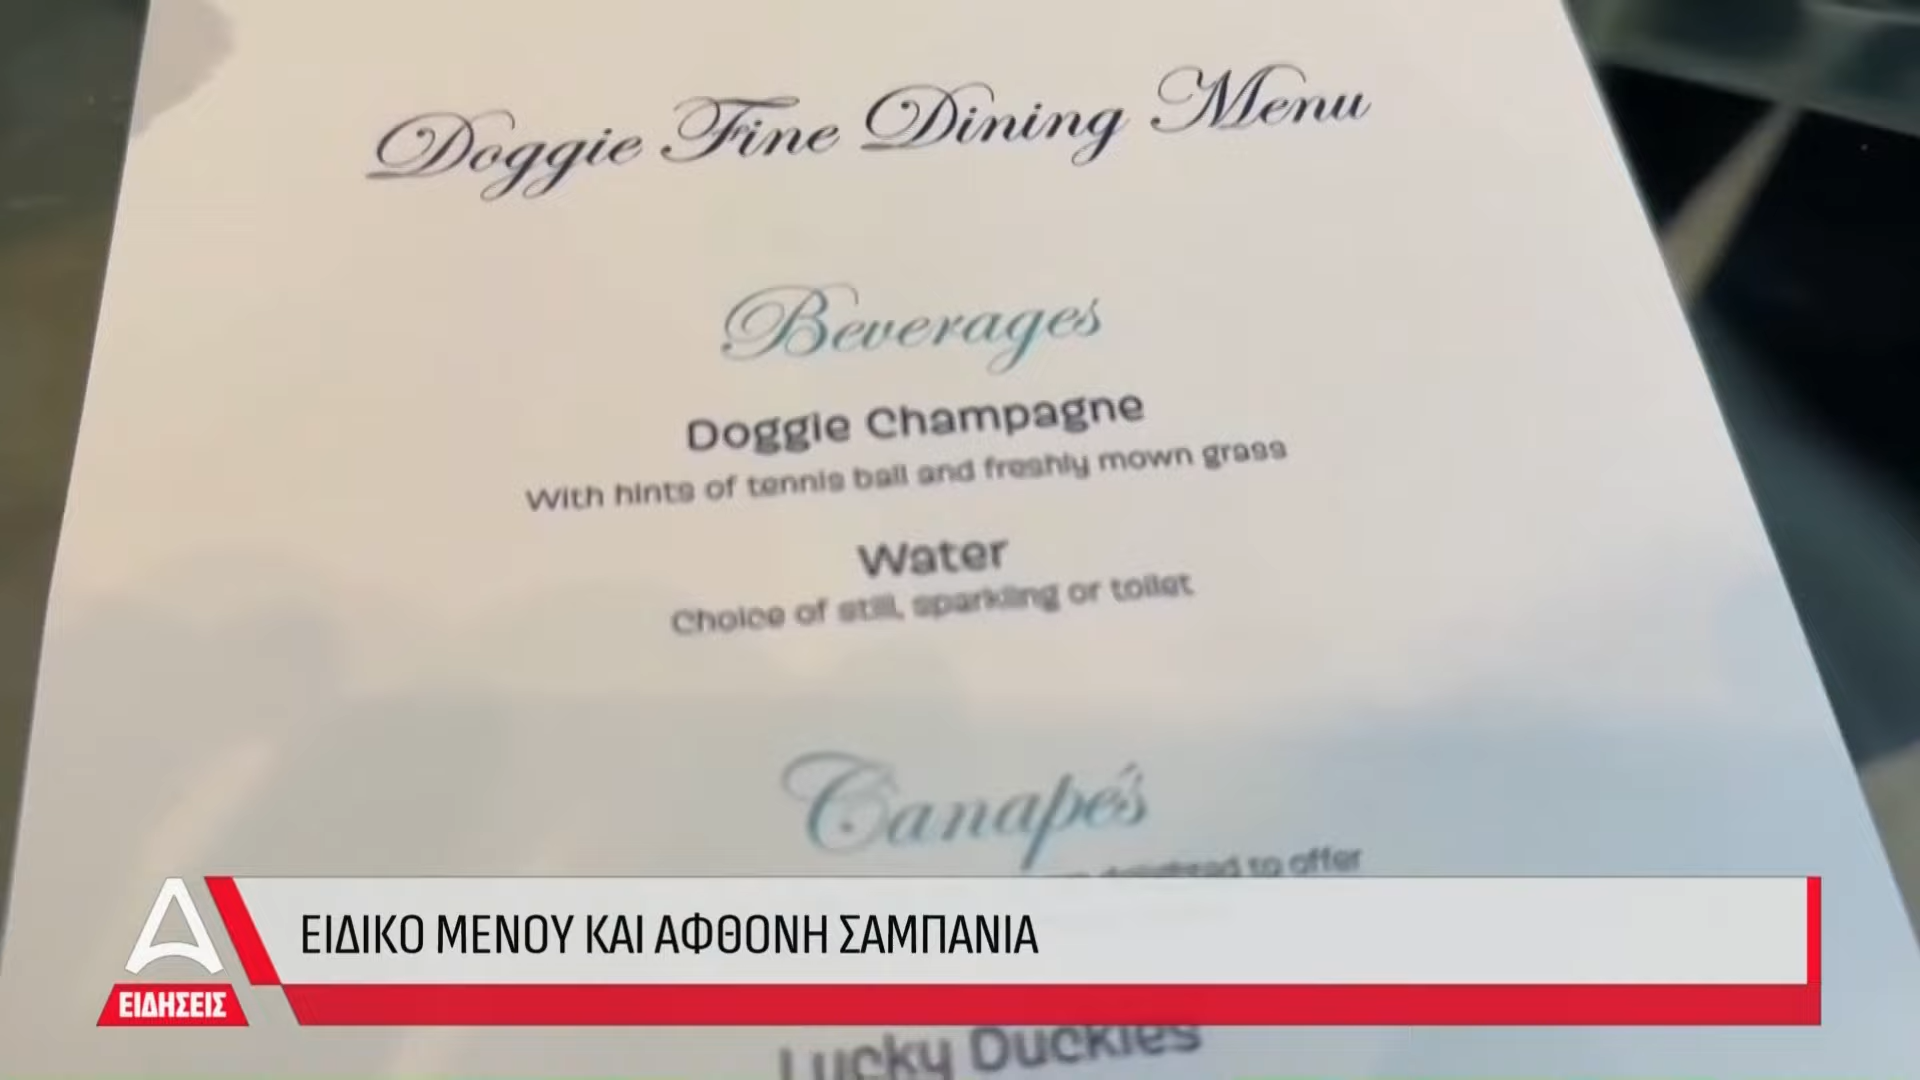 Doggie Fine Dining Menu
Beverages
Doggie Champagne
With hints of tennis ball and freshly mown grass
Water
Choice of still, sparkling or toilet
Canapés
delighted to offer
ΕΙΔΙΚΟ ΜΕΝΟΥ ΚΑΙ ΑΦΘΟΝΗ ΣΑΜΠΑΝΙΑ
ΕΙΔΗΣΕΙΣ
Lucky Duckies